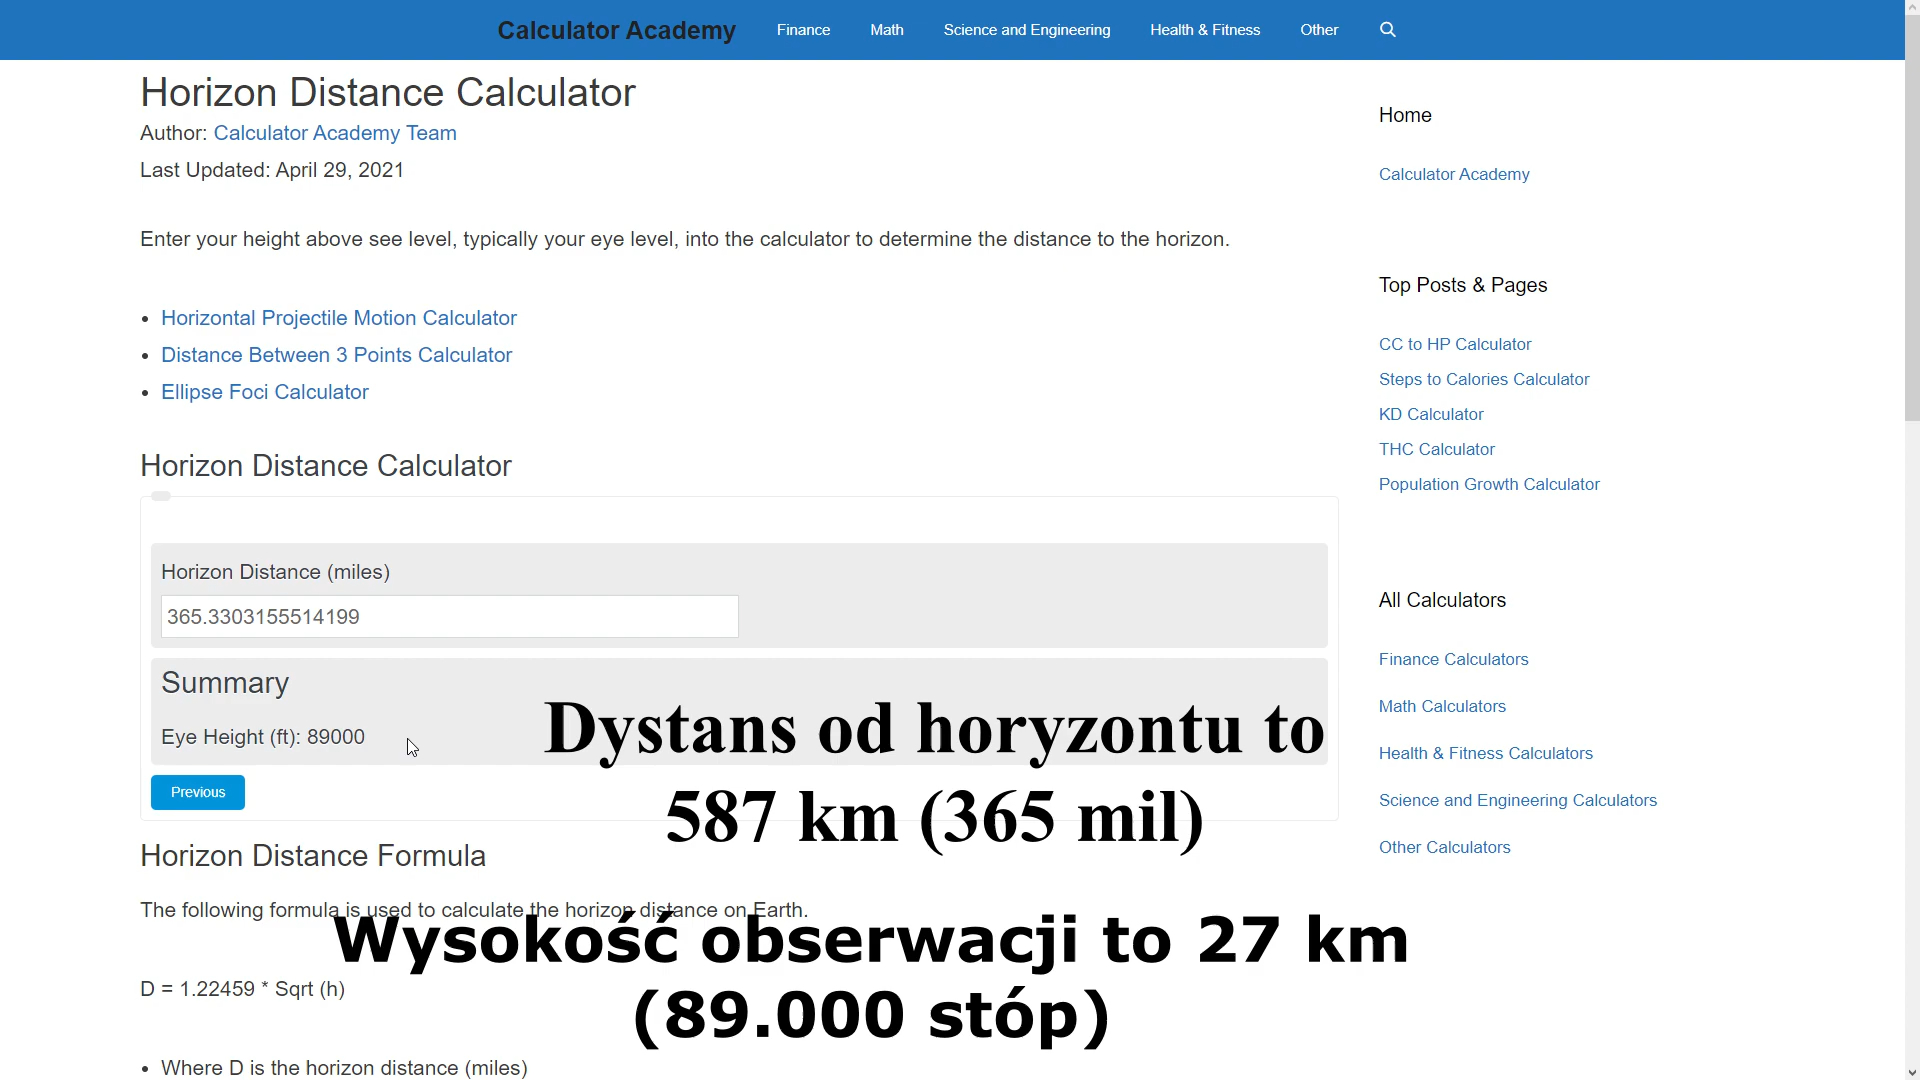 Calculator Academy
Finance
Math
Science and Engineering
Health & Fitness
Other
Horizon Distance Calculator
Author: Calculator Academy Team
Last Updated: April 29, 2021
Enter your height above see level, typically your eye level, into the calculator to determine the distance to the horizon.
Horizontal Projectile Motion Calculator
Distance Between 3 Points Calculator
Ellipse Foci Calculator
Horizon Distance Calculator
Horizon Distance (miles)
365.3303155514199
Summary
Eye Height (ft): 89000
Previous
Dystans od horyzontu to
587 km (365 mil)
Horizon Distance Formula
The following formula is used to calculate the horizon distance on Earth.
Wysokość obserwacji to 27 km
(89.000 stóp)
D = 1.22459 * Sqrt (h)
Where D is the horizon distance (miles)
Home
Calculator Academy
Top Posts & Pages
CC to HP Calculator
Steps to Calories Calculator
KD Calculator
THC Calculator
Population Growth Calculator
All Calculators
Finance Calculators
Math Calculators
Health & Fitness Calculators
Science and Engineering Calculators
Other Calculators